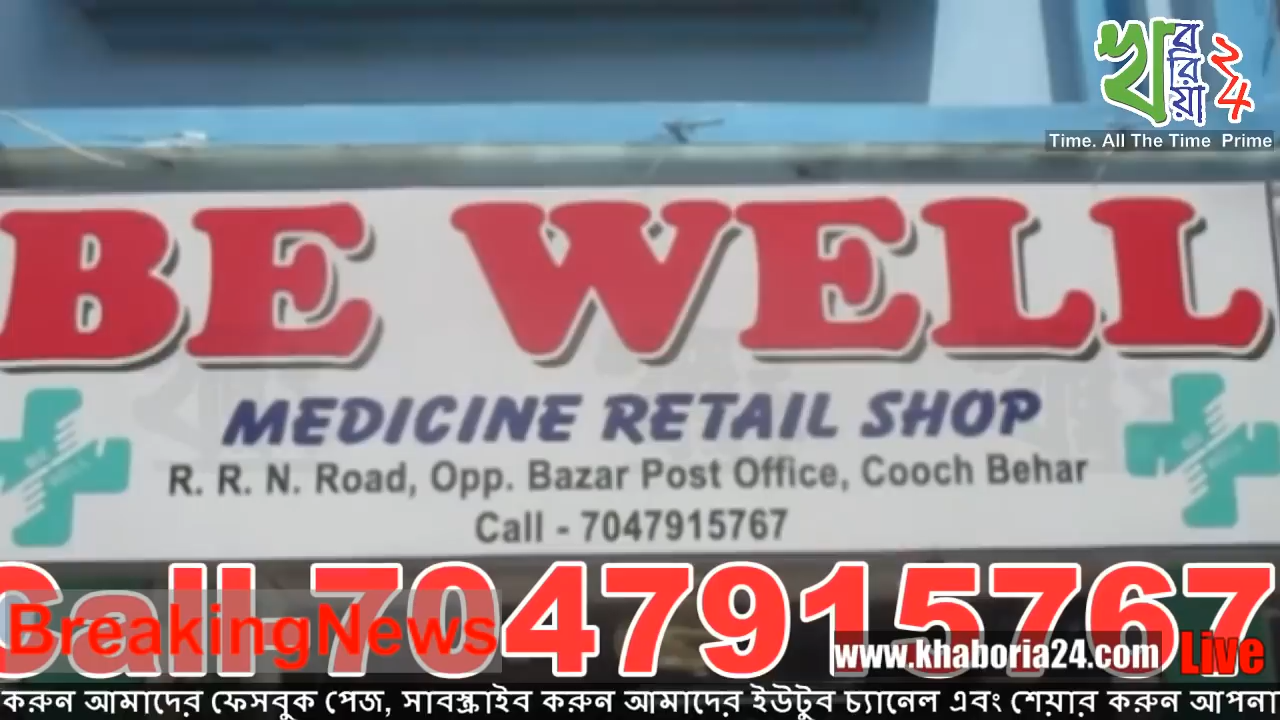 খবরিয়া ২৪
Time. All The Time Prime
BE WELL
MEDICINE RETAIL SHOP
R. R. N. Road, Opp. Bazar Post Office, Cooch Behar
Call - 7047915767
Call-7047915767
BreakingNews
www.khaboria24.com Live
করুন আমাদের ফেসবুক পেজ, সাবস্ক্রাইব করুন আমাদের ইউটুব চ্যানেল এবং শেয়ার করুন আপনা